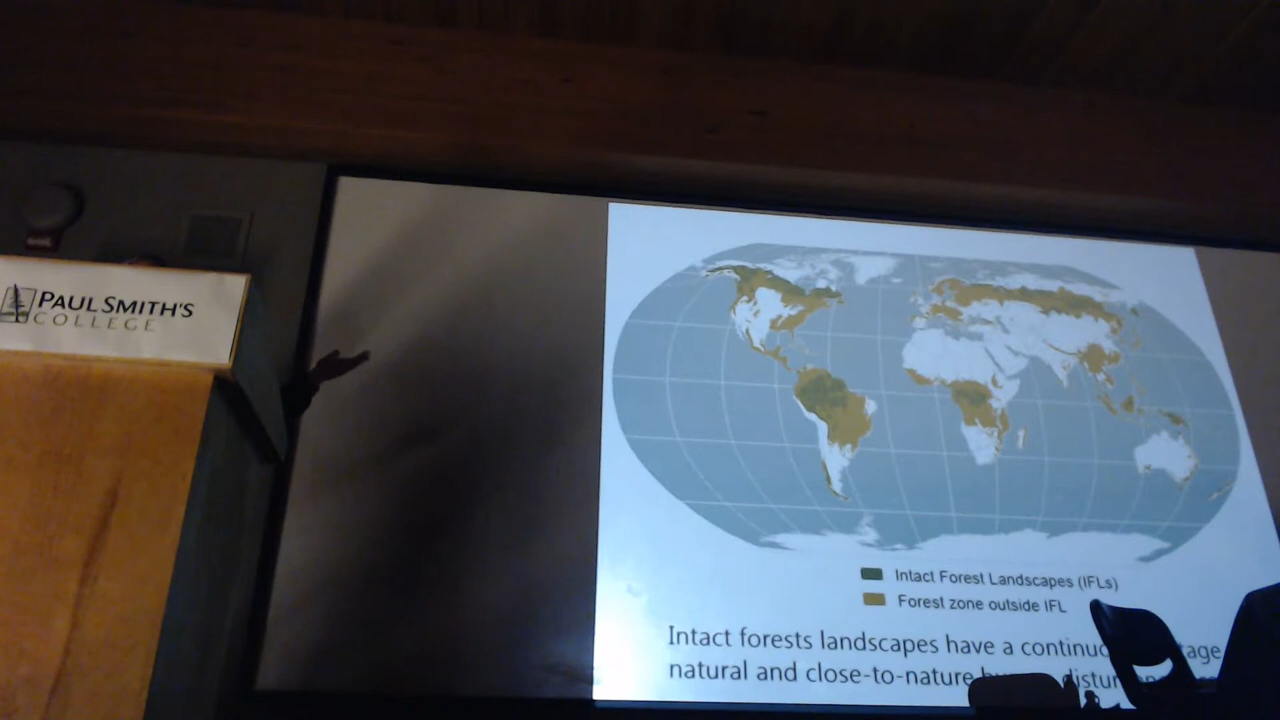 PAUL SMITH'S
COLLEGE
Intact Forest Landscapes (IFLs)
Forest zone outside IFL
Intact forests landscapes have a
natural and close-to-nature